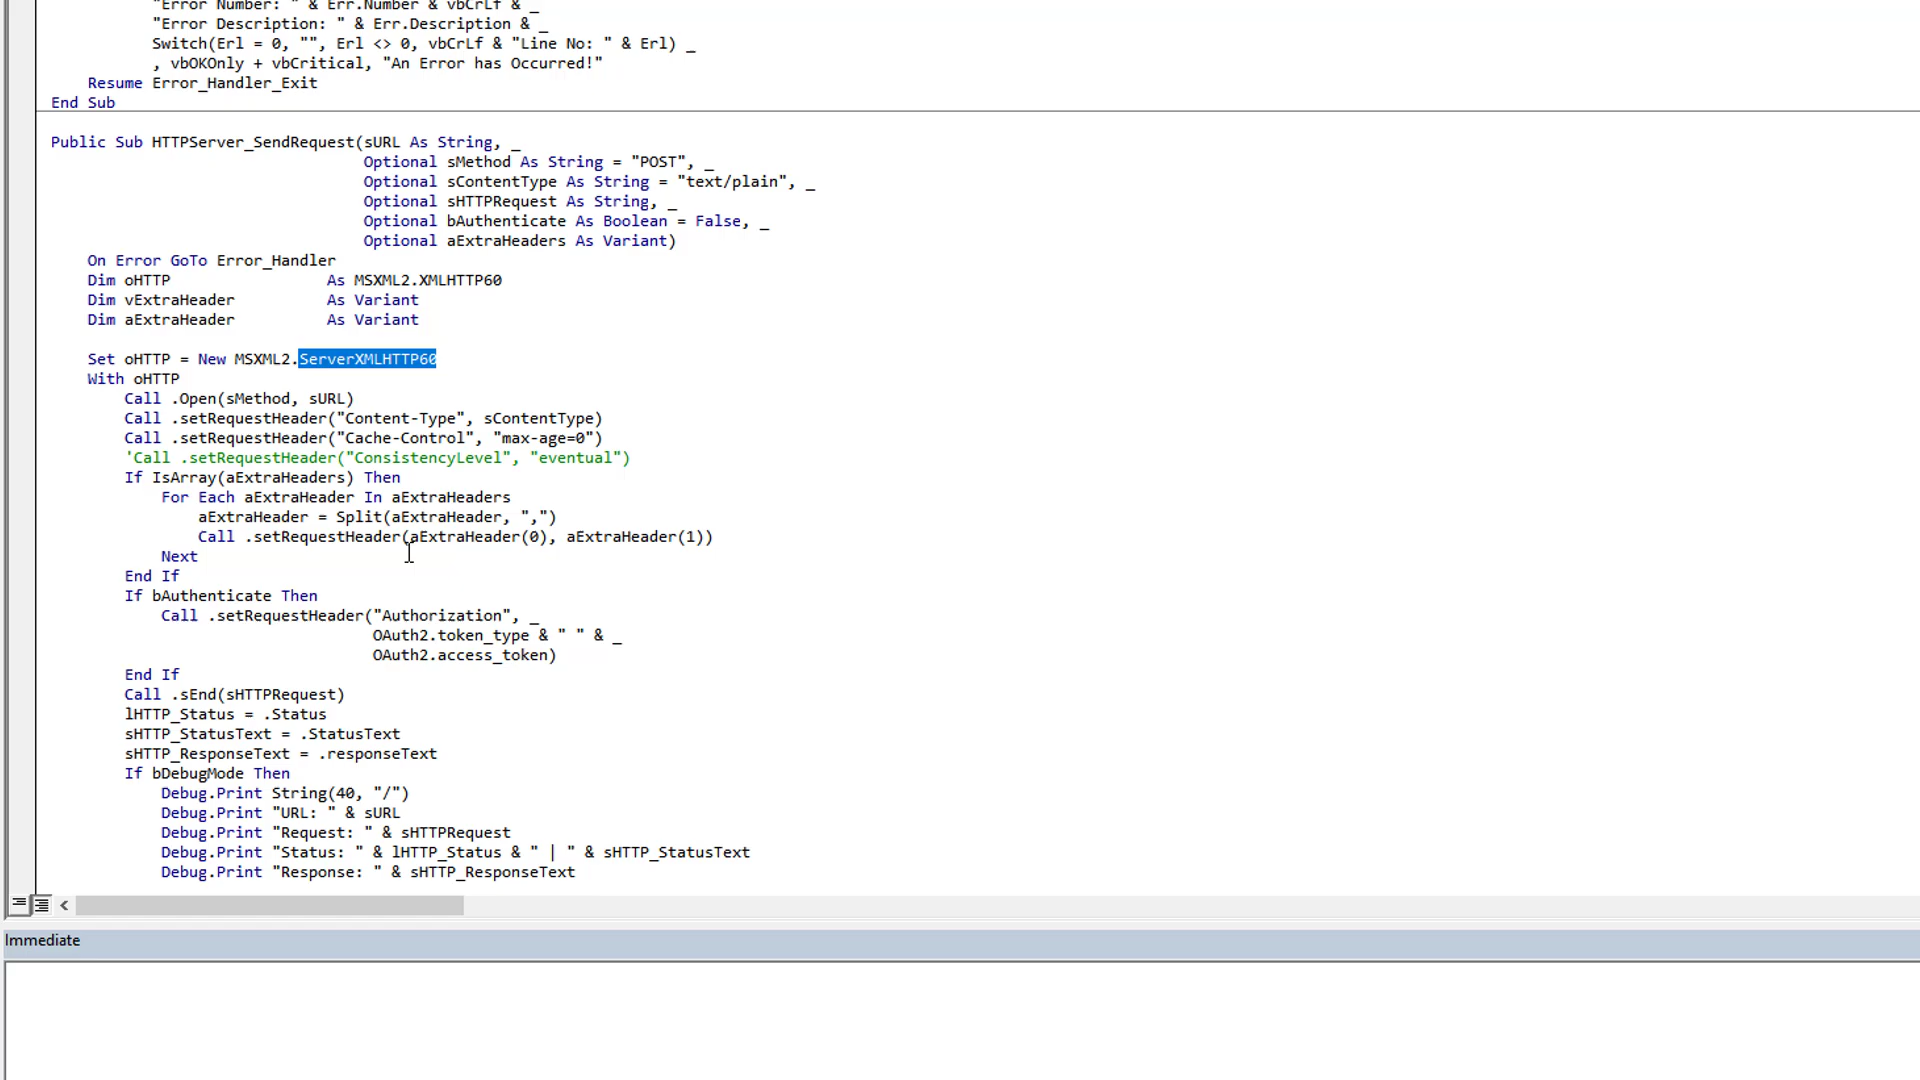 "Error Number: " & Err.Number & vbCrLf & _
"Error Description: " & Err.Description & _
Switch(Erl = 0, "", Erl <> 0, vbCrLf & "Line No: " & Erl) _
, vbOKOnly + vbCritical, "An Error has Occurred!"
Resume Error_Handler_Exit
End Sub
Public Sub HTTPServer_SendRequest(sURL As String, _
Optional sMethod As String = "POST", _
Optional sContentType As String = "text/plain", _
Optional sHTTPRequest As String, _
Optional bAuthenticate As Boolean = False, _
Optional aExtraHeaders As Variant)
On Error GoTo Error_Handler
Dim oHTTP As MSXML2.XMLHTTP60
Dim vExtraHeader As Variant
Dim aExtraHeader As Variant
Set oHTTP = New MSXML2.ServerXMLHTTP60
With oHTTP
Call .Open(sMethod, sURL)
Call .setRequestHeader("Content-Type", sContentType)
Call .setRequestHeader("Cache-Control", "max-age=0")
'Call .setRequestHeader("ConsistencyLevel", "eventual")
If IsArray(aExtraHeaders) Then
For Each aExtraHeader In aExtraHeaders
aExtraHeader = Split(aExtraHeader, ",")
Call .setRequestHeader(aExtraHeader(0), aExtraHeader(1))
Next
End If
If bAuthenticate Then
Call .setRequestHeader("Authorization", _
OAuth2.token_type & " " & _
OAuth2.access_token)
End If
Call .sEnd(sHTTPRequest)
lHTTP_Status = .Status
sHTTP_StatusText = .StatusText
sHTTP_ResponseText = .responseText
If bDebugMode Then
Debug.Print String(40, "/")
Debug.Print "URL: " & sURL
Debug.Print "Request: " & sHTTPRequest
Debug.Print "Status: " & lHTTP_Status & " | " & sHTTP_StatusText
Debug.Print "Response: " & sHTTP_ResponseText
Immediate